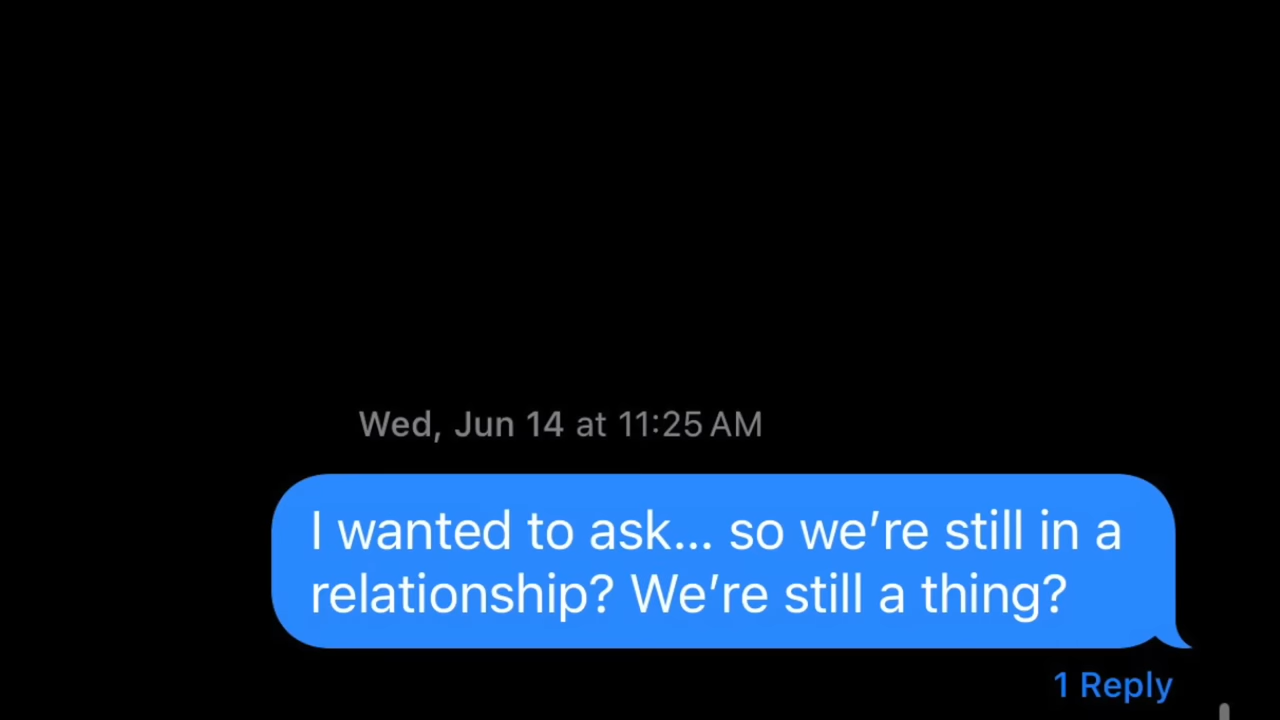 Wed, Jun 14 at 11:25 AM
I wanted to ask... so we’re still in a
relationship? We’re still a thing?
1 Reply